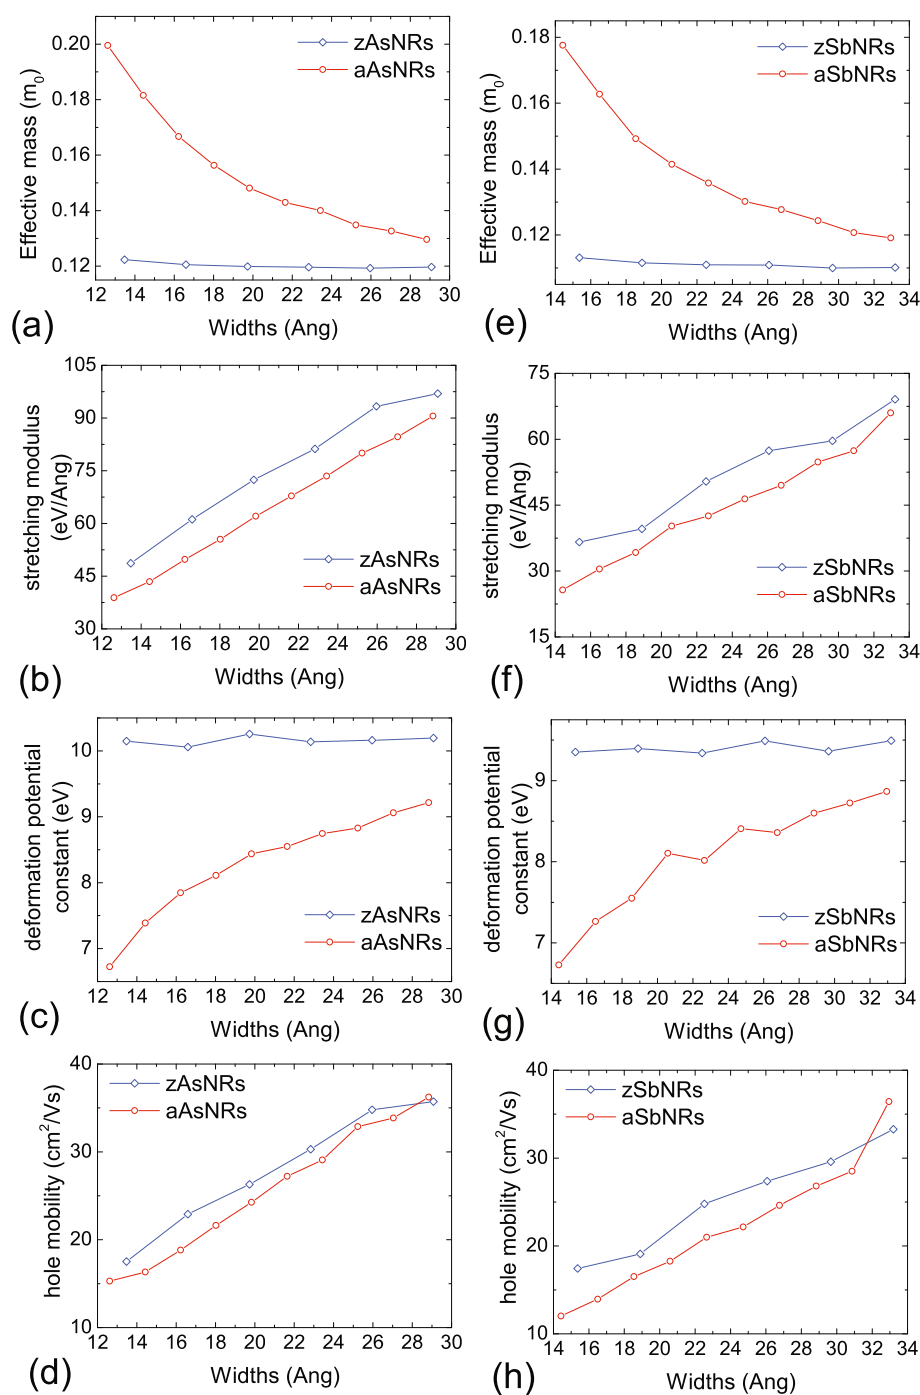 0.20
0.18
0.16
0.14
0.12
Effective mass (m0)
zAsNRs
aAsNRs
12 14 16 18 20 22 24 26 28 30
Widths (Ang)
(a)
0.18
0.16
0.14
0.12
Effective mass (m0)
zSbNRs
aSbNRs
14 16 18 20 22 24 26 28 30 32 34
Widths (Ang)
(e)
105
90
75
60
45
30
stretching modulus
(eV/Ang)
zAsNRs
aAsNRs
12 14 16 18 20 22 24 26 28 30
Widths (Ang)
(b)
75
60
45
30
15
stretching modulus
(eV/Ang)
zSbNRs
aSbNRs
14 16 18 20 22 24 26 28 30 32 34
Widths (Ang)
(f)
10
9
8
7
deformation potential
constant (eV)
zAsNRs
aAsNRs
12 14 16 18 20 22 24 26 28 30
Widths (Ang)
(c)
9
8
7
deformation potential
constant (eV)
zSbNRs
aSbNRs
14 16 18 20 22 24 26 28 30 32 34
Widths (Ang)
(g)
40
30
20
10
hole mobility (cm²/Vs)
zAsNRs
aAsNRs
12 14 16 18 20 22 24 26 28 30
Widths (Ang)
(d)
40
30
20
10
hole mobility (cm²/Vs)
zSbNRs
aSbNRs
14 16 18 20 22 24 26 28 30 32 34
Widths (Ang)
(h)